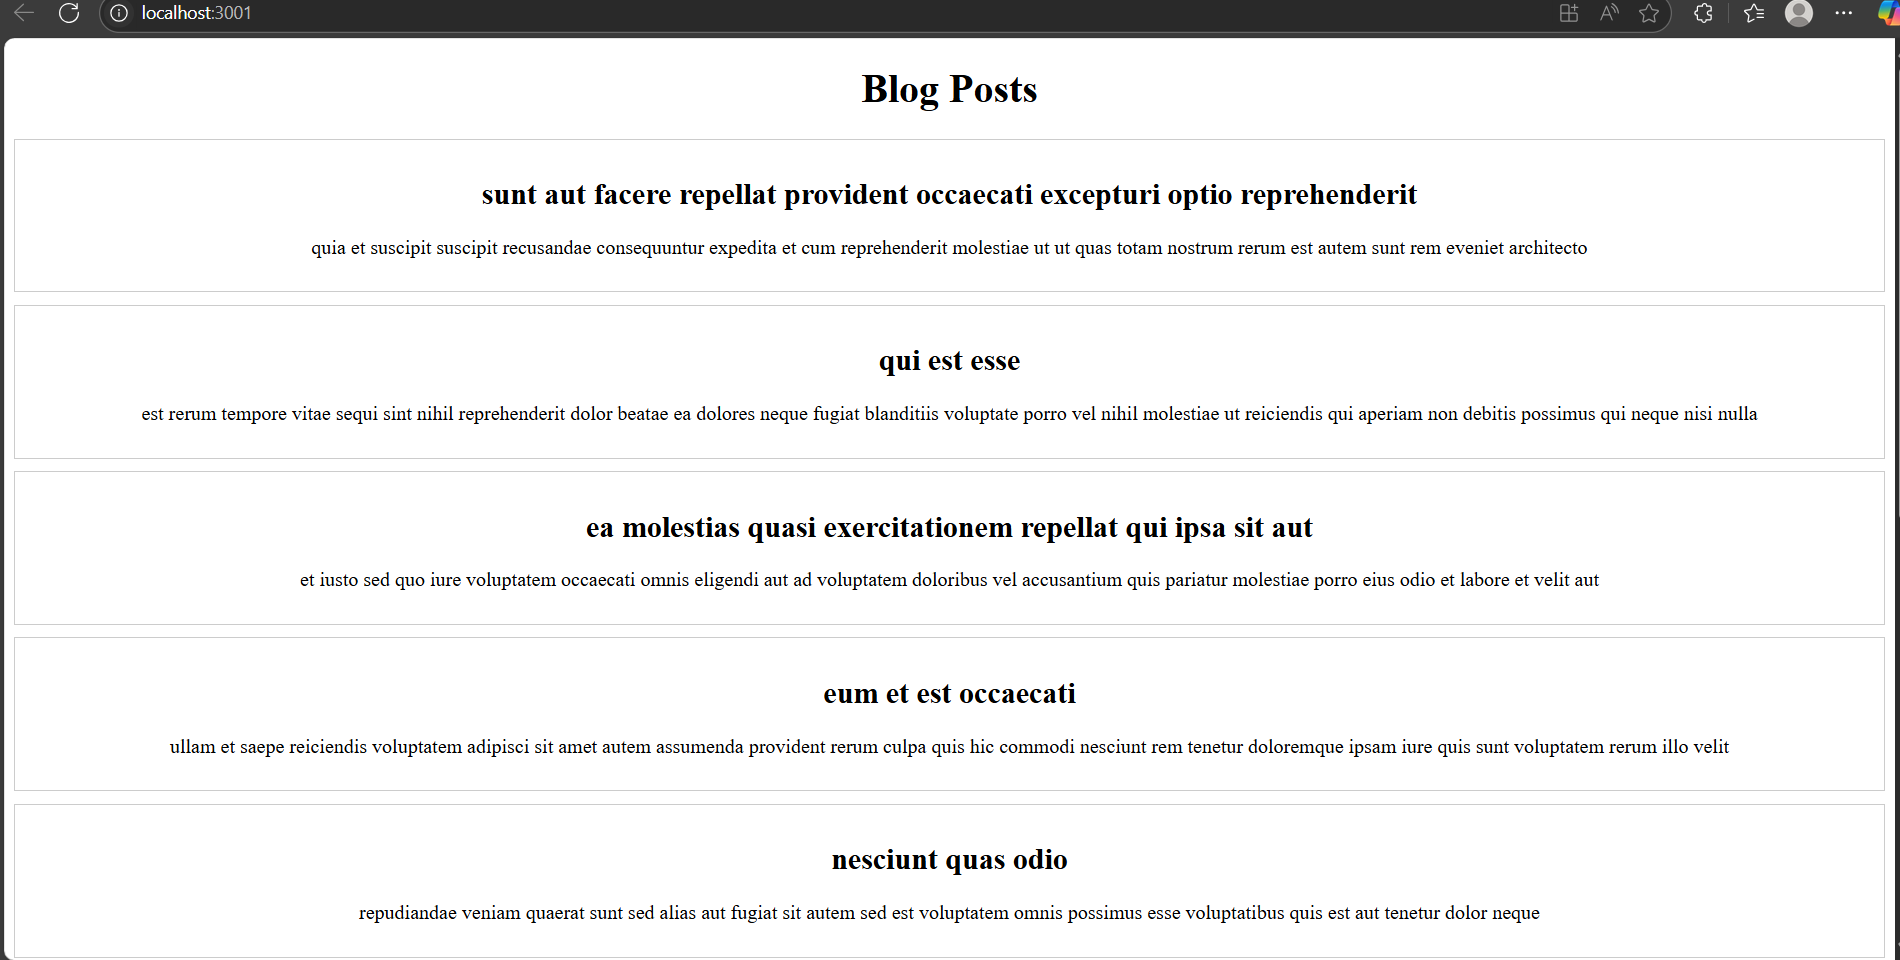 localhost:3001
Blog Posts
sunt aut facere repellat provident occaecati excepturi optio reprehenderit
quia et suscipit suscipit recusandae consequuntur expedita et cum reprehenderit molestiae ut ut quas totam nostrum rerum est autem sunt rem eveniet architecto
qui est esse
est rerum tempore vitae sequi sint nihil reprehenderit dolor beatae ea dolores neque fugiat blanditiis voluptate porro vel nihil molestiae ut reiciendis qui aperiam non debitis possimus qui neque nisi nulla
ea molestias quasi exercitationem repellat qui ipsa sit aut
et iusto sed quo iure voluptatem occaecati omnis eligendi aut ad voluptatem doloribus vel accusantium quis pariatur molestiae porro eius odio et labore et velit aut
eum et est occaecati
ullam et saepe reiciendis voluptatem adipisci sit amet autem assumenda provident rerum culpa quis hic commodi nesciunt rem tenetur doloremque ipsam iure quis sunt voluptatem rerum illo velit
nesciunt quas odio
repudiandae veniam quaerat sunt sed alias aut fugiat sit autem sed est voluptatem omnis possimus esse voluptatibus quis est aut tenetur dolor neque